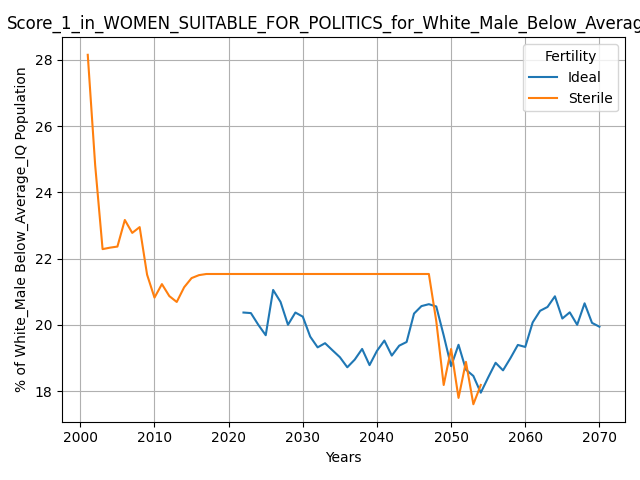 Score_1_in_WOMEN_SUITABLE_FOR_POLITICS_for_White_Male_Below_Averag
Fertility
Ideal
Sterile
% of White_Male Below_Average_IQ Population
28
26
24
22
20
18
2000 2010 2020 2030 2040 2050 2060 2070
Years